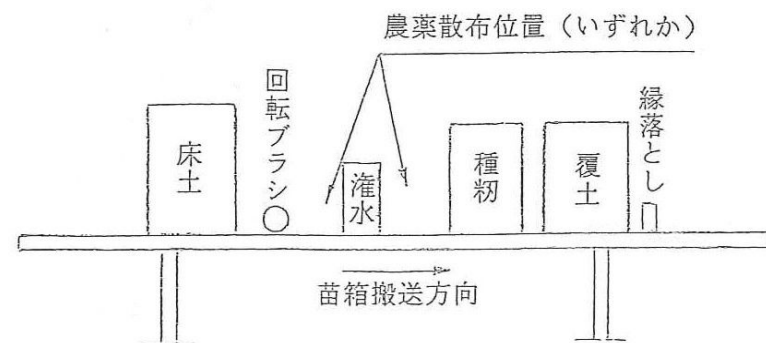 農薬散布位置（いずれか）
床土
回転ブラシ
灌水
種籾
覆土
縁落とし
苗箱搬送方向